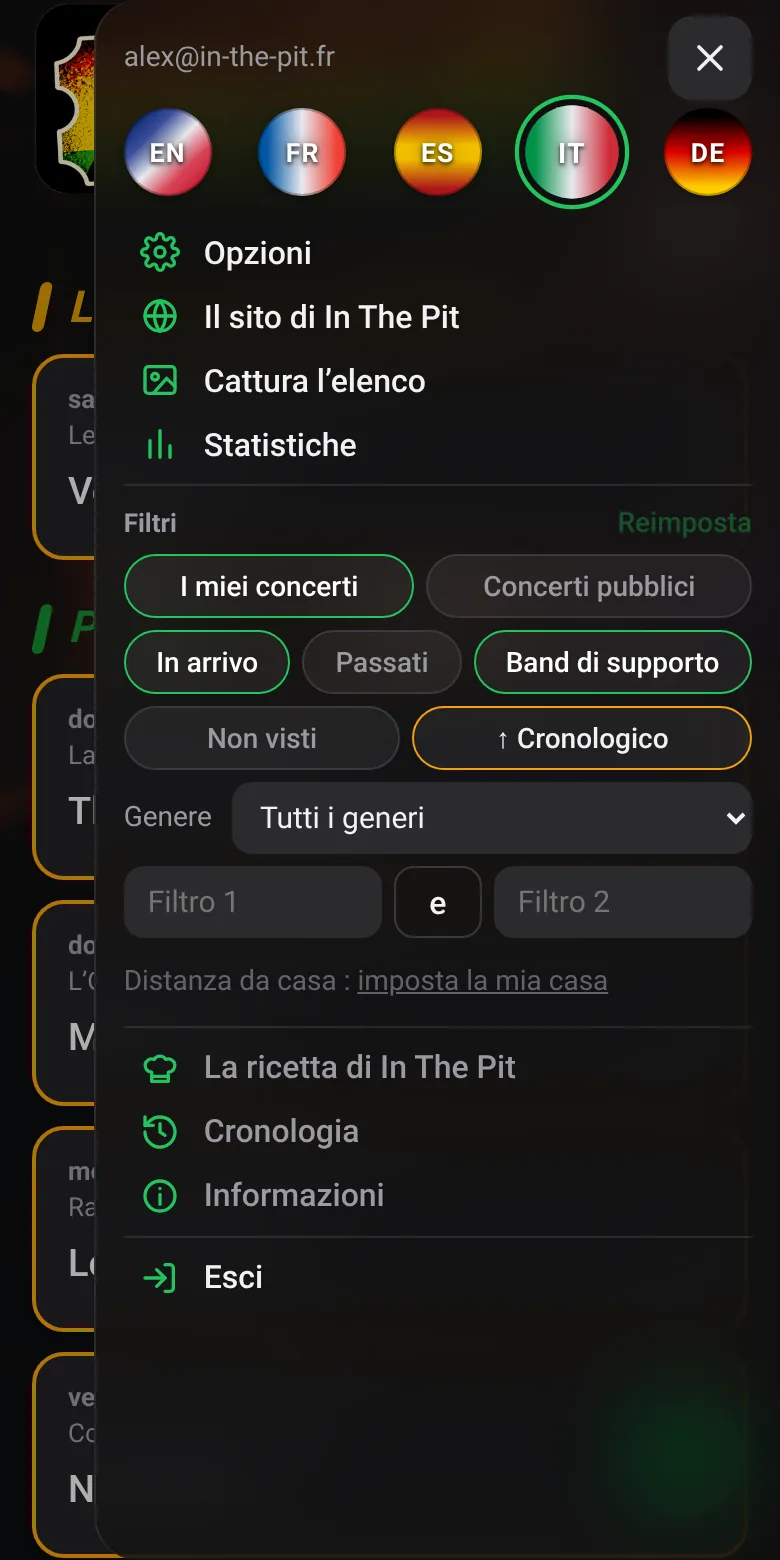 alex@in-the-pit.fr
EN FR ES IT DE
Opzioni
Il sito di In The Pit
Cattura l’elenco
Statistiche
Filtri Reimposta
I miei concerti Concerti pubblici
In arrivo Passati Band di supporto
Non visti ↑ Cronologico
Genere Tutti i generi
Filtro 1 e Filtro 2
Distanza da casa : imposta la mia casa
La ricetta di In The Pit
Cronologia
Informazioni
Esci